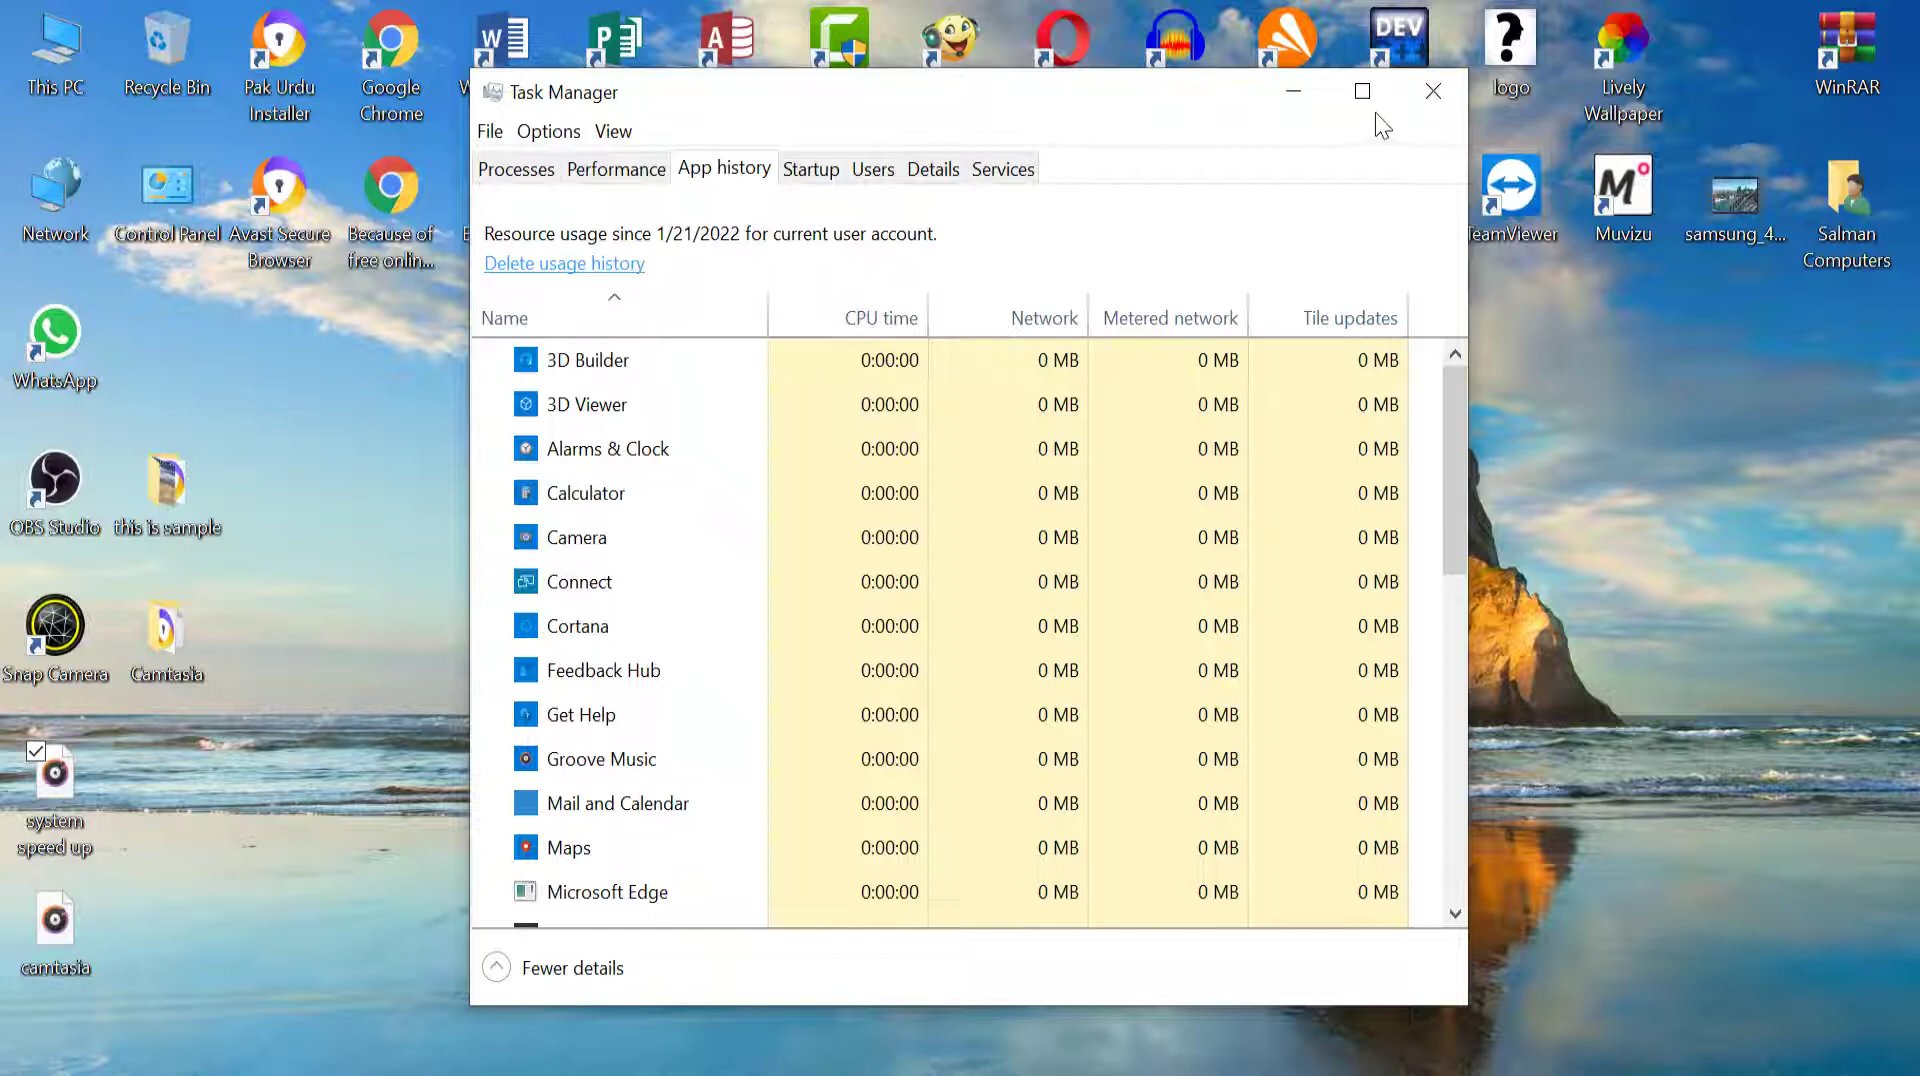 This PC
Recycle Bin
Pak Urdu
Installer
Google
Chrome
W
P
A
DEV
C++
logo
Lively
Wallpaper
WinRAR
Task Manager
File Options View
Processes Performance App history Startup Users Details Services
Network
Control Panel
Avast Secure
Browser
Because of
free onlin...
TeamViewer
M
Muvizu
samsung_4...
Salman
Computers
Resource usage since 1/21/2022 for current user account.
Delete usage history
Name CPU time Network Metered network Tile updates
3D Builder 0:00:00 0 MB 0 MB 0 MB
3D Viewer 0:00:00 0 MB 0 MB 0 MB
Alarms & Clock 0:00:00 0 MB 0 MB 0 MB
Calculator 0:00:00 0 MB 0 MB 0 MB
Camera 0:00:00 0 MB 0 MB 0 MB
Connect 0:00:00 0 MB 0 MB 0 MB
Cortana 0:00:00 0 MB 0 MB 0 MB
Feedback Hub 0:00:00 0 MB 0 MB 0 MB
Get Help 0:00:00 0 MB 0 MB 0 MB
Groove Music 0:00:00 0 MB 0 MB 0 MB
Mail and Calendar 0:00:00 0 MB 0 MB 0 MB
Maps 0:00:00 0 MB 0 MB 0 MB
Microsoft Edge 0:00:00 0 MB 0 MB 0 MB
Fewer details
WhatsApp
OBS Studio
this is sample
Snap Camera
Camtasia
system
speed up
camtasia